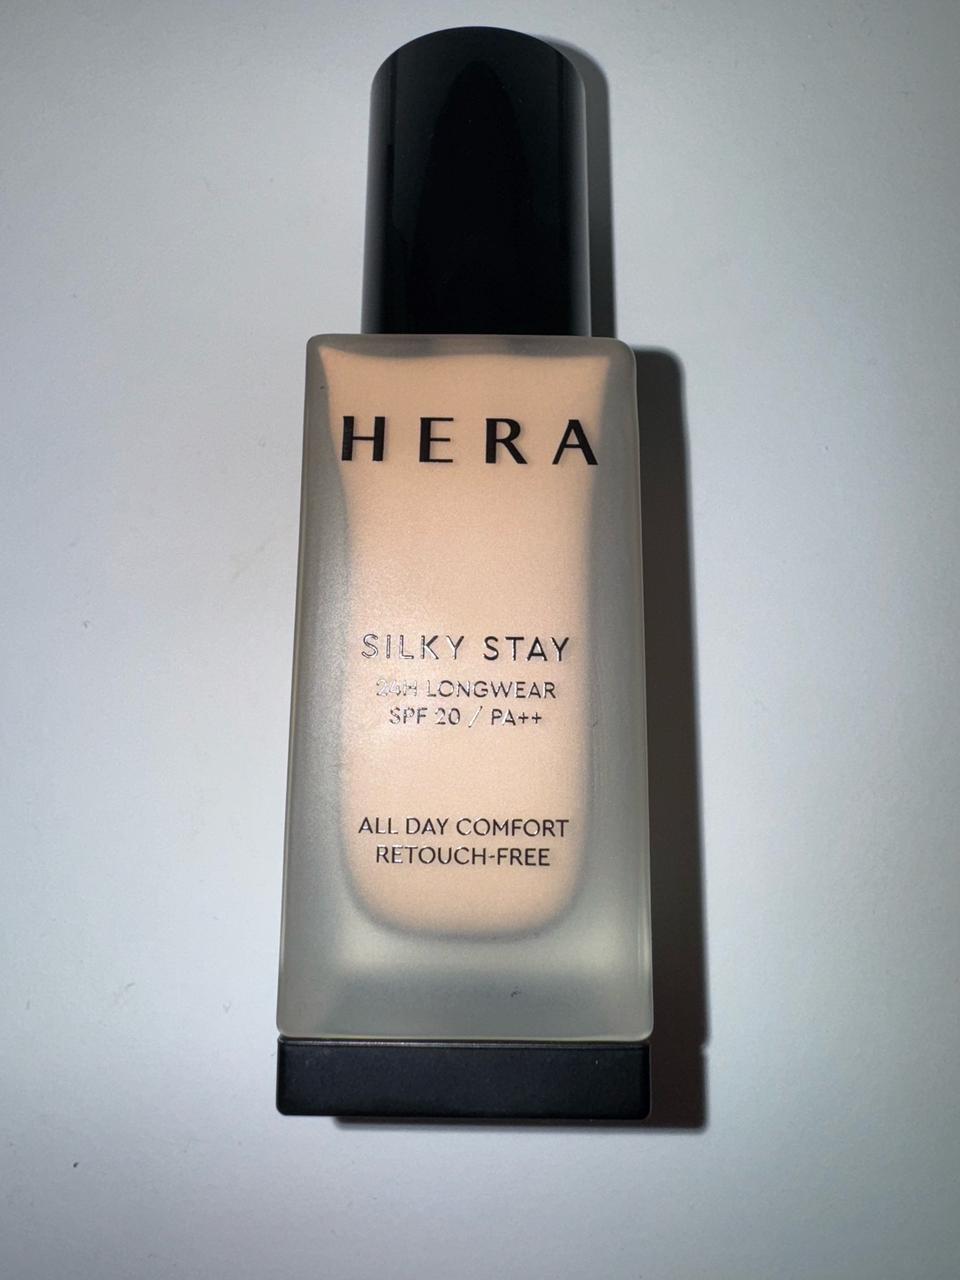 HERA
SILKY STAY
24H LONGWEAR
SPF 20 / PA++
ALL DAY COMFORT
RETOUCH-FREE